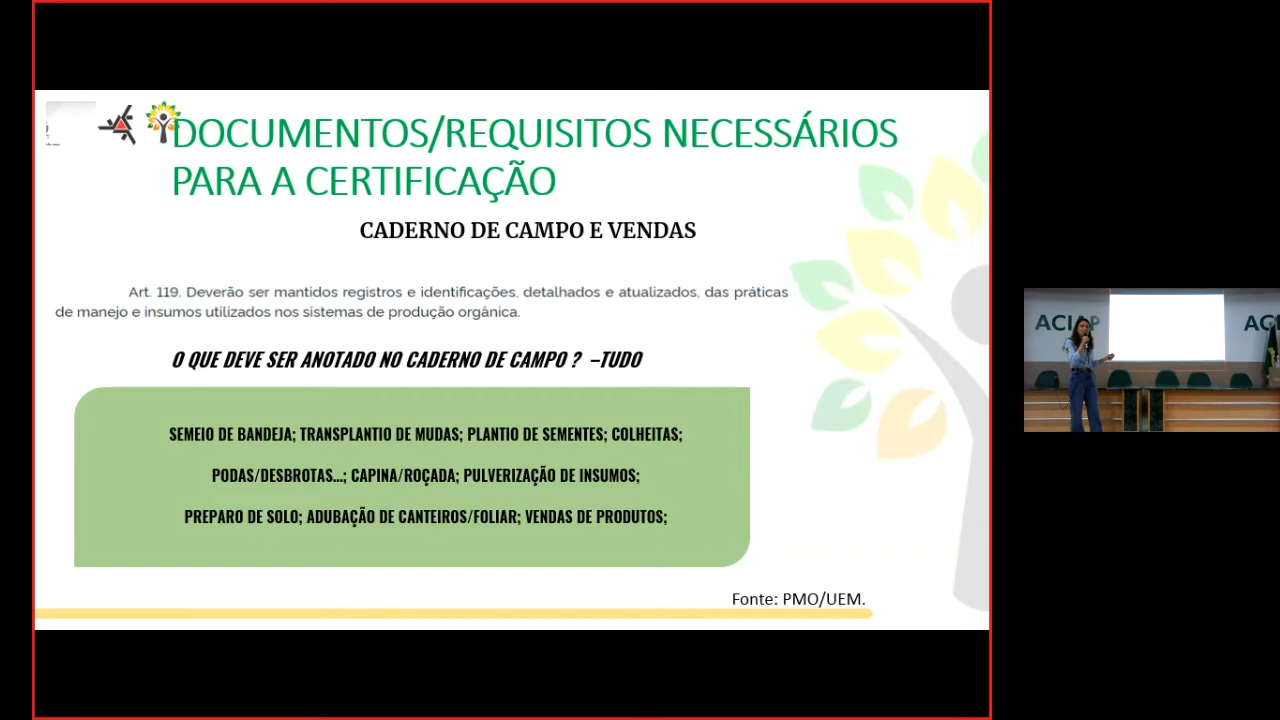 DOCUMENTOS/REQUISITOS NECESSÁRIOS
PARA A CERTIFICAÇÃO
CADERNO DE CAMPO E VENDAS
Art. 119. Deverão ser mantidos registros e identificações, detalhados e atualizados, das práticas
de manejo e insumos utilizados nos sistemas de produção orgânica.
O QUE DEVE SER ANOTADO NO CADERNO DE CAMPO ? –TUDO
SEMEIO DE BANDEJA; TRANSPLANTIO DE MUDAS; PLANTIO DE SEMENTES; COLHEITAS;
PODAS/DESBROTAS...; CAPINA/ROÇADA; PULVERIZAÇÃO DE INSUMOS;
PREPARO DE SOLO; ADUBAÇÃO DE CANTEIROS/FOLIAR; VENDAS DE PRODUTOS;
Fonte: PMO/UEM.
ACIAP
ACI